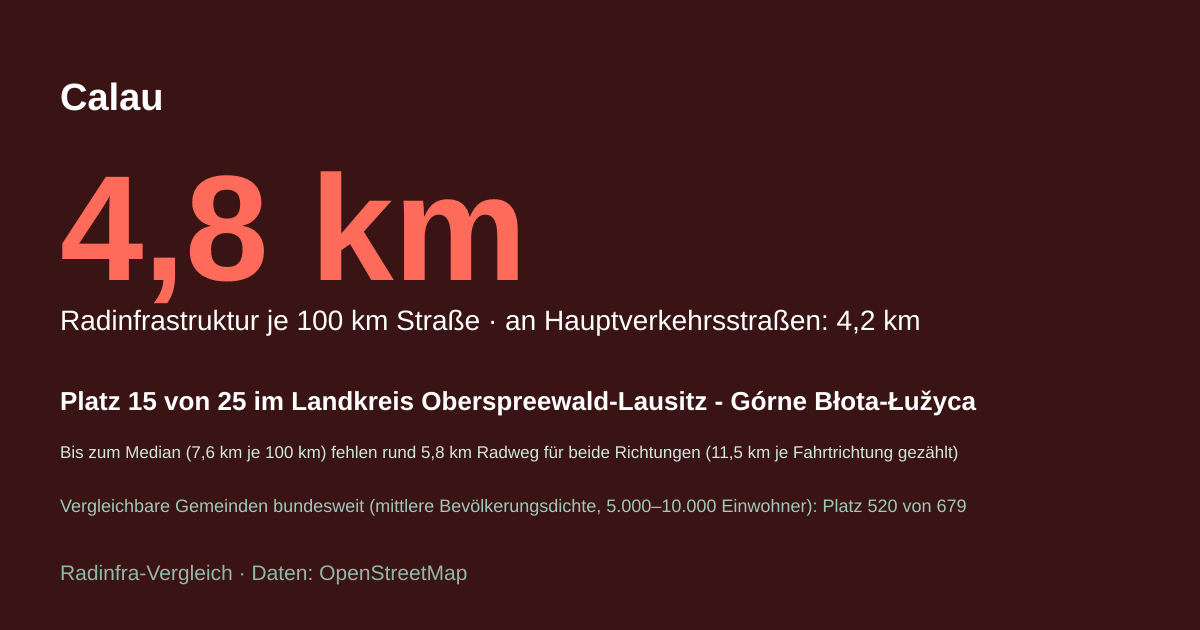 Calau
4,8 km
Radinfrastruktur je 100 km Straße · an Hauptverkehrsstraßen: 4,2 km
Platz 15 von 25 im Landkreis Oberspreewald-Lausitz - Górne Błota-Łužyca
Bis zum Median (7,6 km je 100 km) fehlen rund 5,8 km Radweg für beide Richtungen (11,5 km je Fahrtrichtung gezählt)
Vergleichbare Gemeinden bundesweit (mittlere Bevölkerungsdichte, 5.000–10.000 Einwohner): Platz 520 von 679
Radinfra-Vergleich · Daten: OpenStreetMap